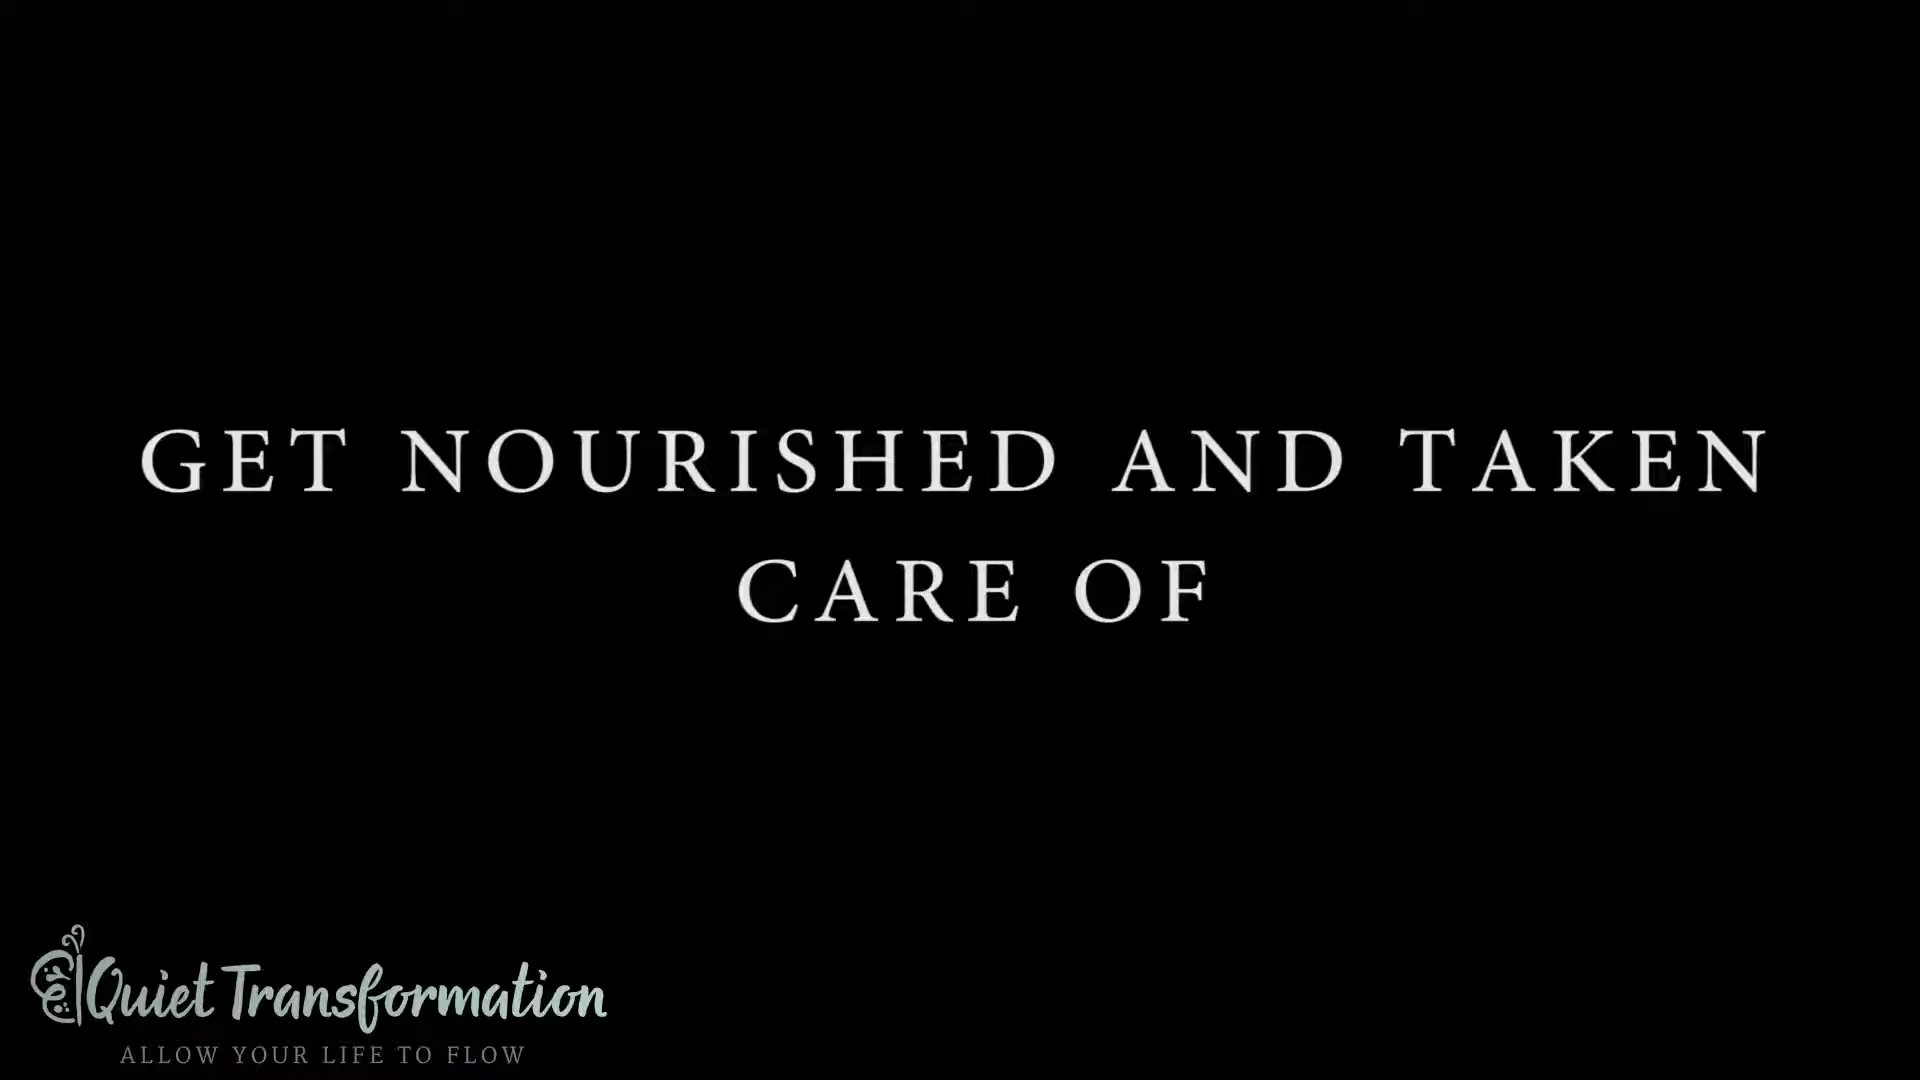 GET NOURISHED AND TAKEN
CARE OF
Quiet Transformation
ALLOW YOUR LIFE TO FLOW